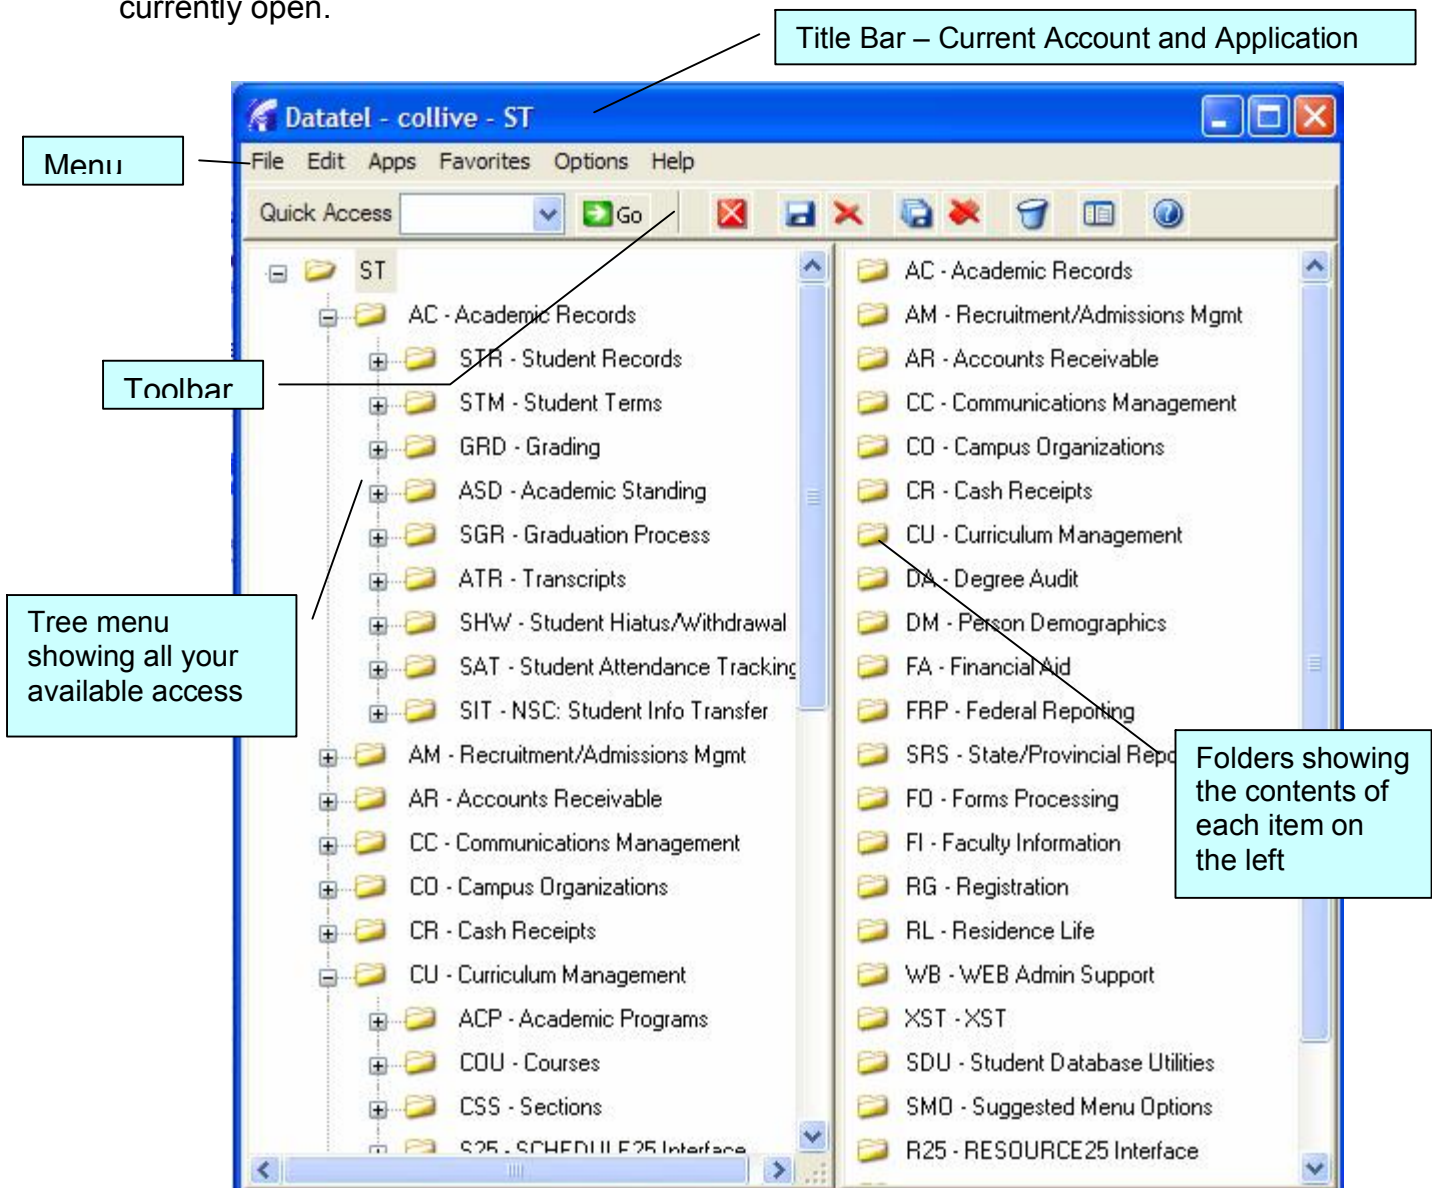 currently open.
Title Bar – Current Account and Application
Datatel - collive - ST
Menu
File Edit Apps Favorites Options Help
Quick Access Go
ST
AC - Academic Records
STR - Student Records
STM - Student Terms
GRD - Grading
ASD - Academic Standing
SGR - Graduation Process
ATR - Transcripts
SHW - Student Hiatus/Withdrawal
SAT - Student Attendance Tracking
SIT - NSC: Student Info Transfer
AM - Recruitment/Admissions Mgmt
AR - Accounts Receivable
CC - Communications Management
CO - Campus Organizations
CR - Cash Receipts
CU - Curriculum Management
ACP - Academic Programs
COU - Courses
CSS - Sections
S25 - SCHEDULE25 Interface
Toolbar
Tree menu
showing all your
available access
AC - Academic Records
AM - Recruitment/Admissions Mgmt
AR - Accounts Receivable
CC - Communications Management
CO - Campus Organizations
CR - Cash Receipts
CU - Curriculum Management
DA - Degree Audit
DM - Person Demographics
FA - Financial Aid
FRP - Federal Reporting
SRS - State/Provincial Repo
FO - Forms Processing
FI - Faculty Information
RG - Registration
RL - Residence Life
WB - WEB Admin Support
XST - XST
SDU - Student Database Utilities
SMO - Suggested Menu Options
R25 - RESOURCE25 Interface
Folders showing
the contents of
each item on
the left